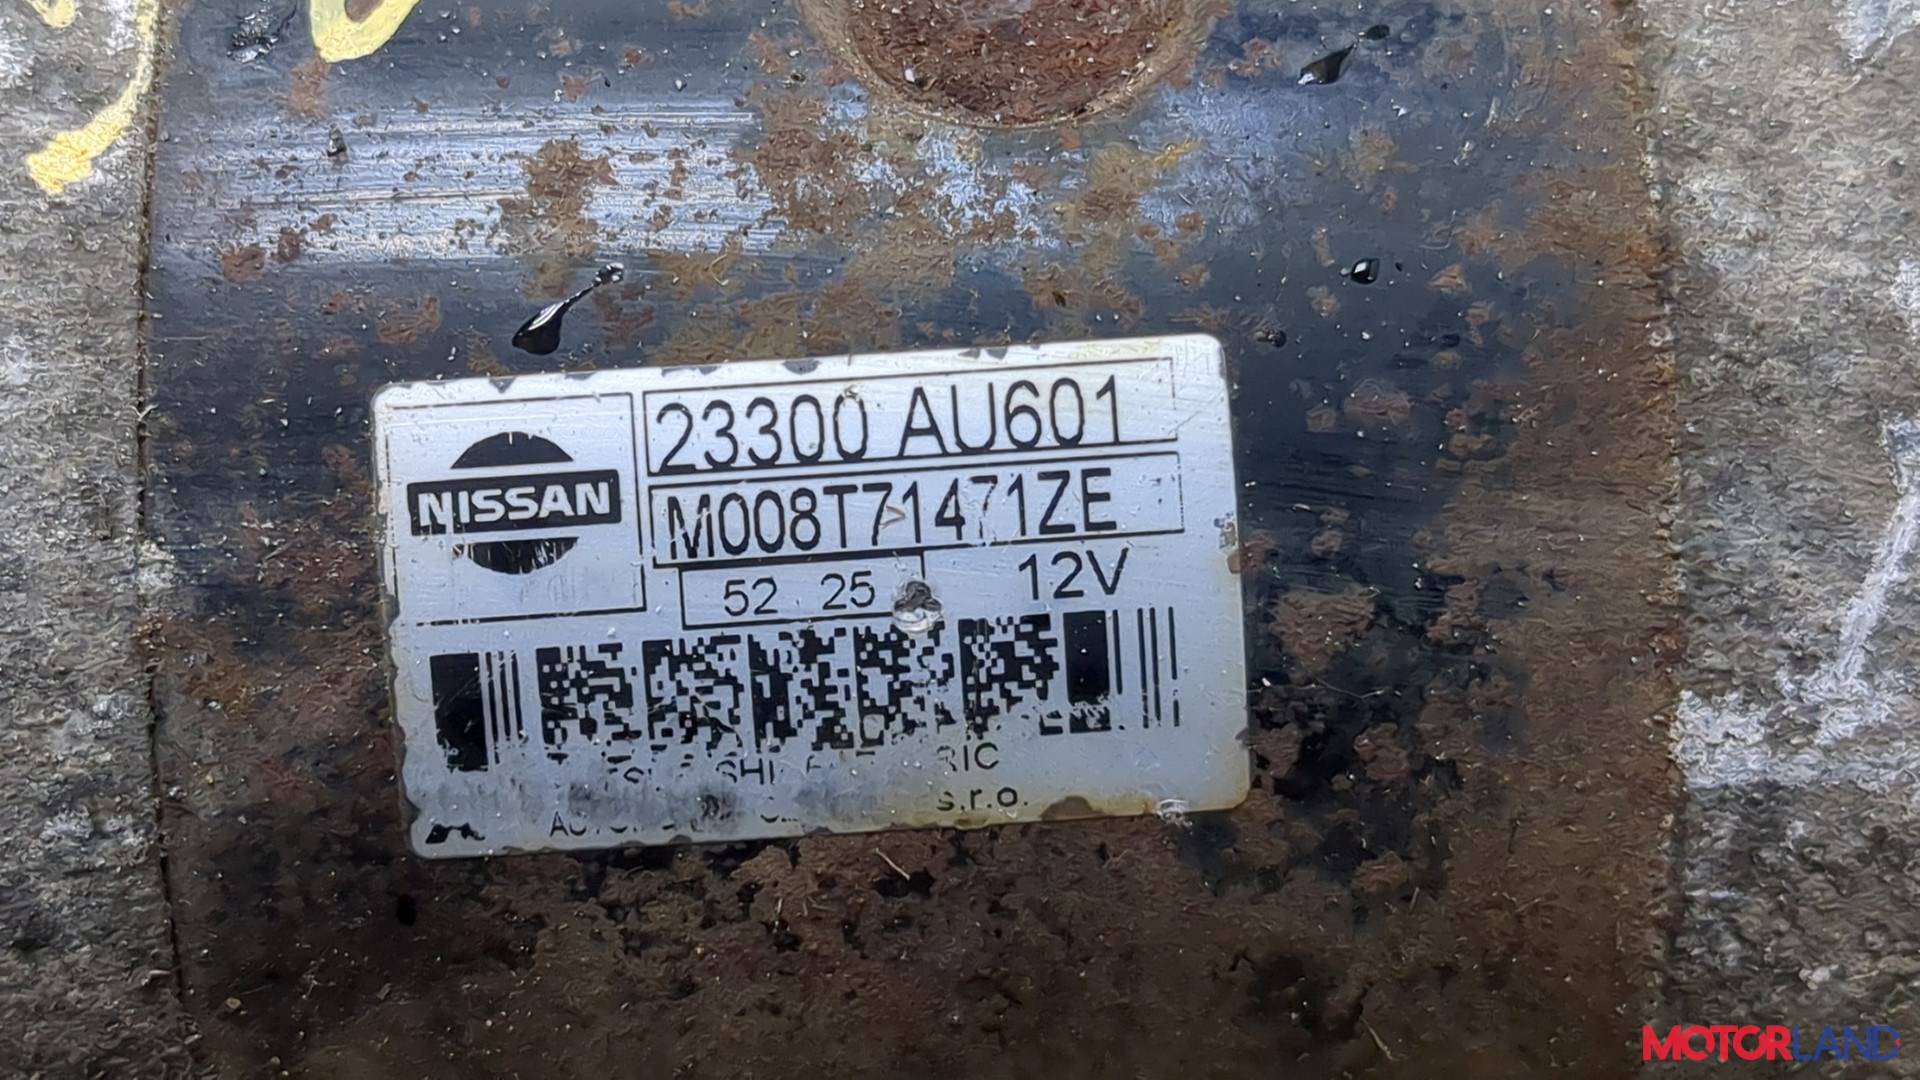 NISSAN
23300 AU601
M008T71471ZE
52 25
12V
s.r.o.
MOTORLAND